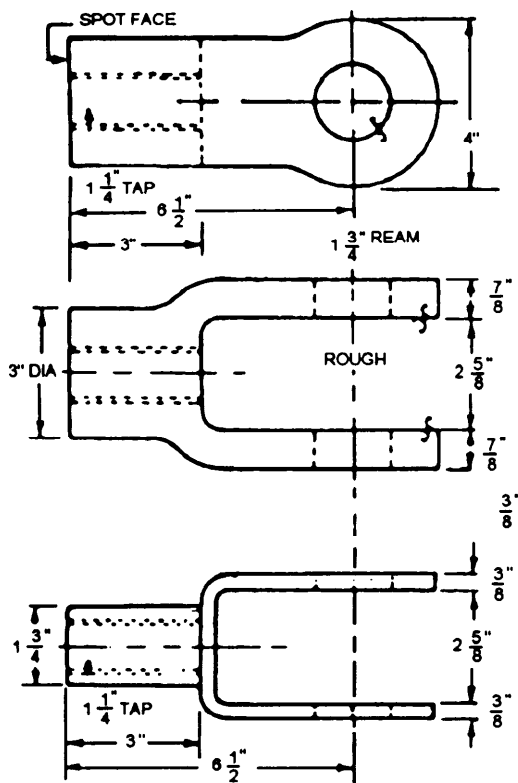 SPOT FACE
4"
1 1/4" TAP
6 1/2"
3"
1 3/4" REAM
7/8"
3" DIA
ROUGH
2 5/8"
7/8"
3/8"
3/8"
1 3/4"
2 5/8"
1 1/4" TAP
3/8"
3"
6 1/2"